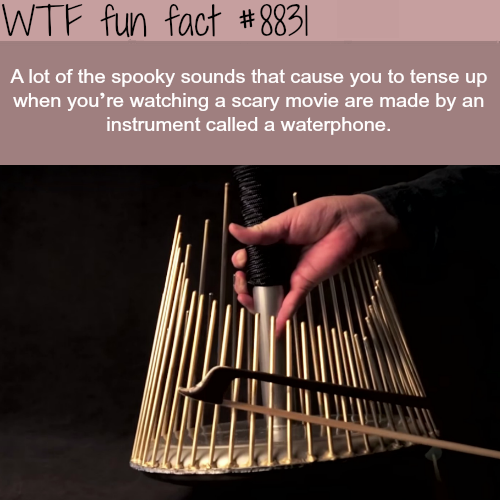 WTF fun fact #8831
A lot of the spooky sounds that cause you to tense up
when you're watching a scary movie are made by an
instrument called a waterphone.